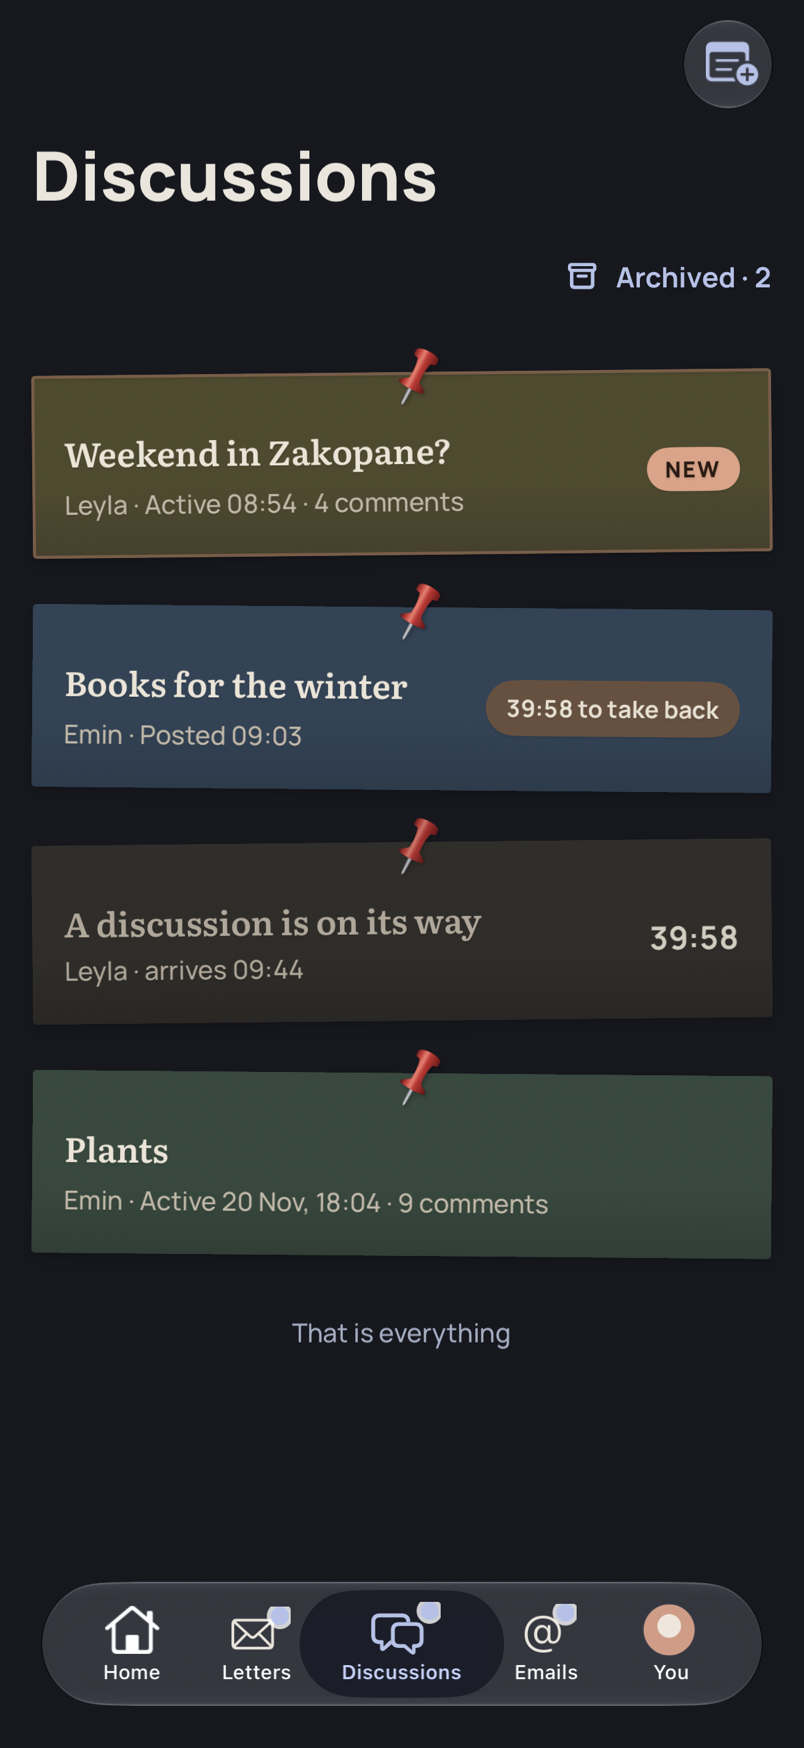 Discussions
Archived · 2
Weekend in Zakopane?
Leyla · Active 08:54 · 4 comments
NEW
Books for the winter
Emin · Posted 09:03
39:58 to take back
A discussion is on its way
Leyla · arrives 09:44
39:58
Plants
Emin · Active 20 Nov, 18:04 · 9 comments
That is everything
Home
Letters
Discussions
@
Emails
You